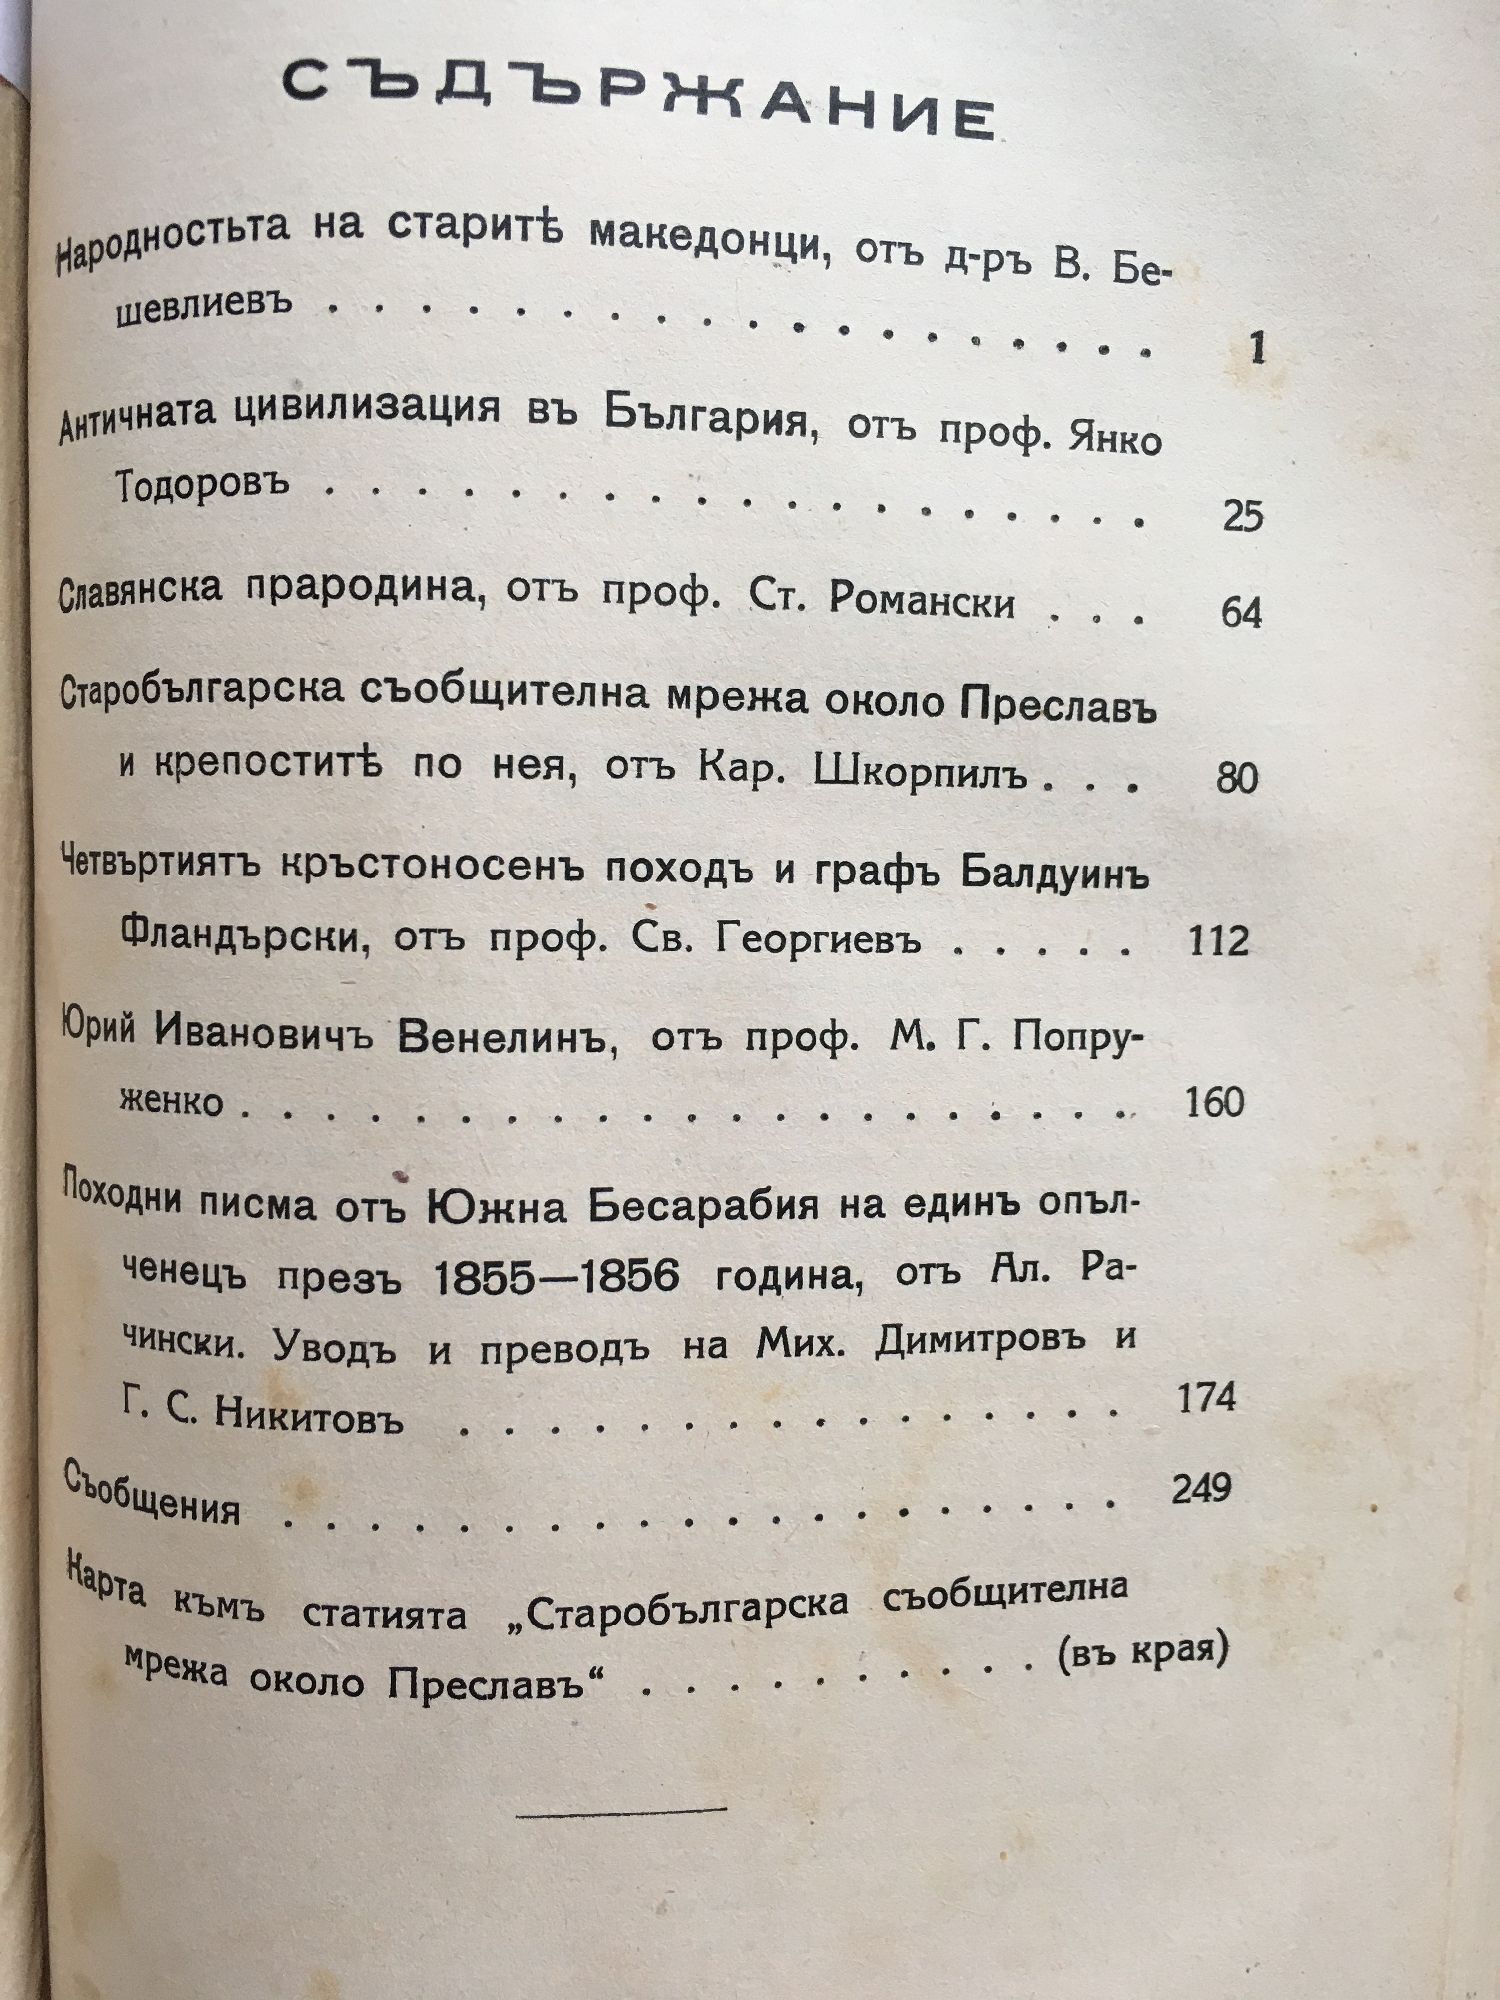 СЪДЪРЖАНИЕ
Народностьта на старитѣ македонци, отъ д-ръ В. Бе-
шевлиевъ . . . . . . . . . . . . . . . . . . . 1
Античната цивилизация въ България, отъ проф. Янко
Тодоровъ . . . . . . . . . . . . . . . . . . . 25
Славянска прародина, отъ проф. Ст. Романски . . . 64
Старобългарска съобщителна мрежа около Преславъ
и крепоститѣ по нея, отъ Кар. Шкорпилъ . . . 80
Четвъртиятъ кръстоносенъ походъ и графъ Балдуинъ
Фландърски, отъ проф. Св. Георгиевъ . . . . . 112
Юрий Ивановичъ Венелинъ, отъ проф. М. Г. Попру-
женко . . . . . . . . . . . . . . . . . . . . . 160
Походни писма отъ Южна Бесарабия на единъ опъл-
ченецъ презъ 1855—1856 година, отъ Ал. Ра-
чински. Уводъ и преводъ на Мих. Димитровъ и
Г. С. Никитовъ . . . . . . . . . . . . . . . . 174
Съобщения . . . . . . . . . . . . . . . . . . . . 249
Карта къмъ статията „Старобългарска съобщителна
мрежа около Преславъ“ . . . . . . . . . . (въ края)